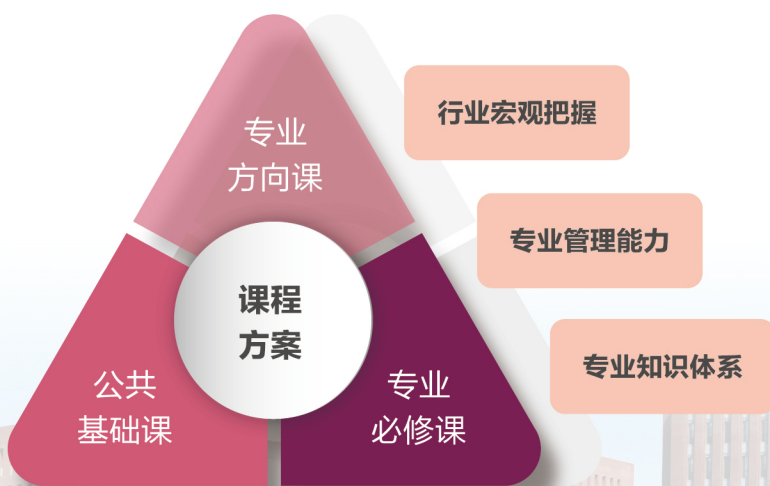 专业
方向课
行业宏观把握
专业管理能力
课程
方案
专业知识体系
公共
基础课
专业
必修课